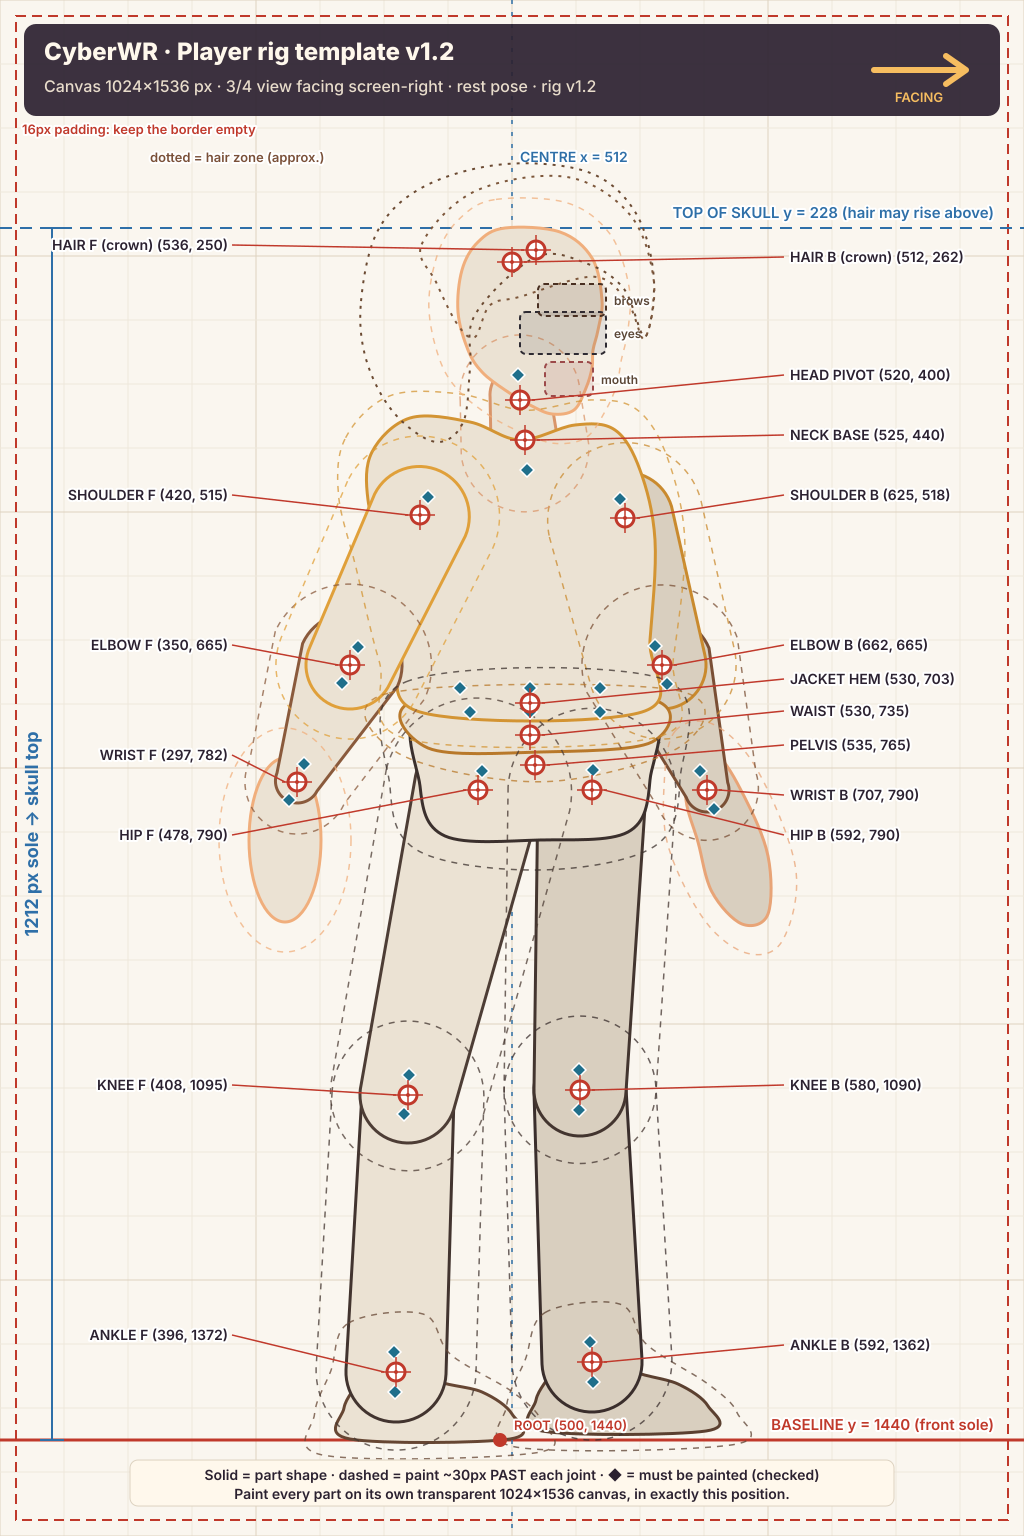 CyberWR · Player rig template v1.2
Canvas 1024×1536 px · 3/4 view facing screen-right · rest pose · rig v1.2
FACING
16px padding: keep the border empty
dotted = hair zone (approx.)
CENTRE x = 512
TOP OF SKULL y = 228 (hair may rise above)
HAIR F (crown) (536, 250)
HAIR B (crown) (512, 262)
brows
eyes
mouth
HEAD PIVOT (520, 400)
NECK BASE (525, 440)
SHOULDER F (420, 515)
SHOULDER B (625, 518)
ELBOW F (350, 665)
ELBOW B (662, 665)
JACKET HEM (530, 703)
WAIST (530, 735)
PELVIS (535, 765)
WRIST F (297, 782)
WRIST B (707, 790)
HIP F (478, 790)
HIP B (592, 790)
1212 px sole → skull top
KNEE F (408, 1095)
KNEE B (580, 1090)
ANKLE F (396, 1372)
ANKLE B (592, 1362)
ROOT (500, 1440)
BASELINE y = 1440 (front sole)
Solid = part shape · dashed = paint ~30px PAST each joint · ◆ = must be painted (checked)
Paint every part on its own transparent 1024×1536 canvas, in exactly this position.